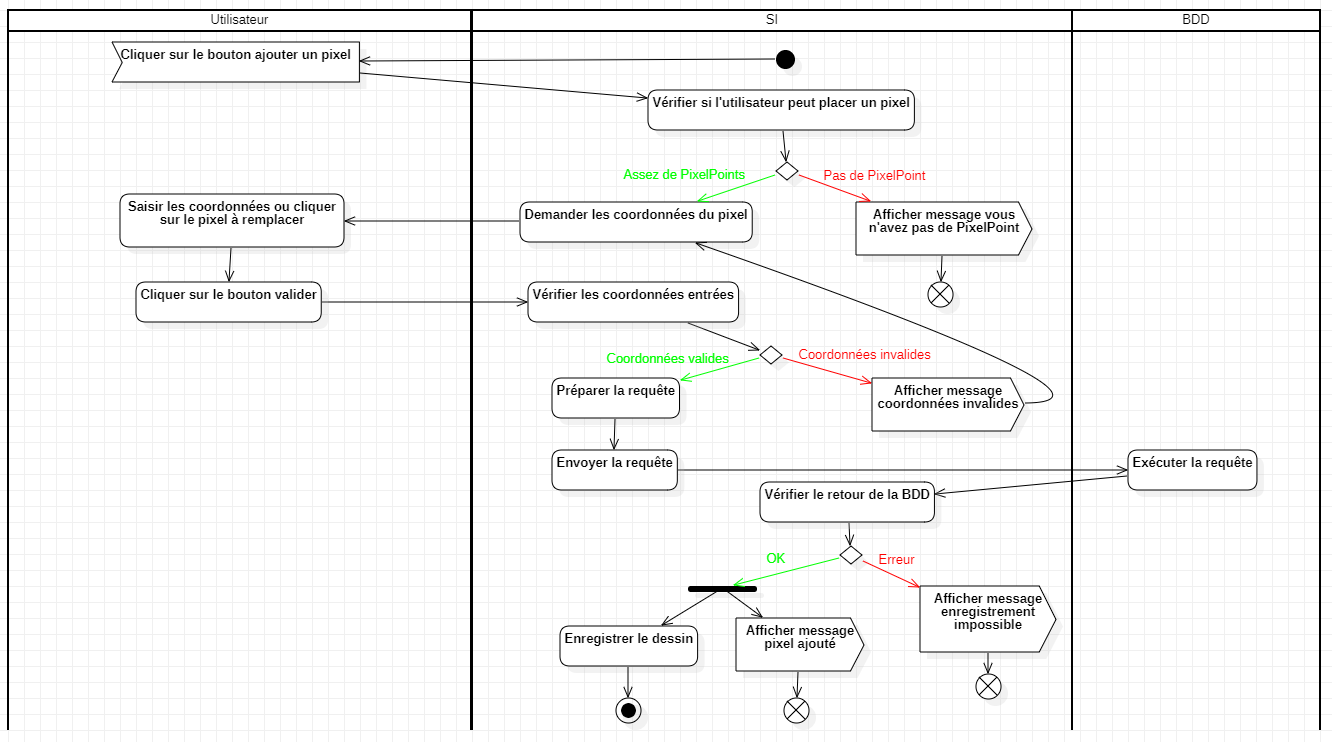 Utilisateur
SI
BDD
Cliquer sur le bouton ajouter un pixel
Vérifier si l'utilisateur peut placer un pixel
Assez de PixelPoints
Pas de PixelPoint
Saisir les coordonnées ou cliquer
sur le pixel à remplacer
Demander les coordonnées du pixel
Afficher message vous
n'avez pas de PixelPoint
Cliquer sur le bouton valider
Vérifier les coordonnées entrées
Coordonnées valides
Coordonnées invalides
Préparer la requête
Afficher message
coordonnées invalides
Envoyer la requête
Exécuter la requête
Vérifier le retour de la BDD
OK
Erreur
Enregistrer le dessin
Afficher message
pixel ajouté
Afficher message
enregistrement
impossible